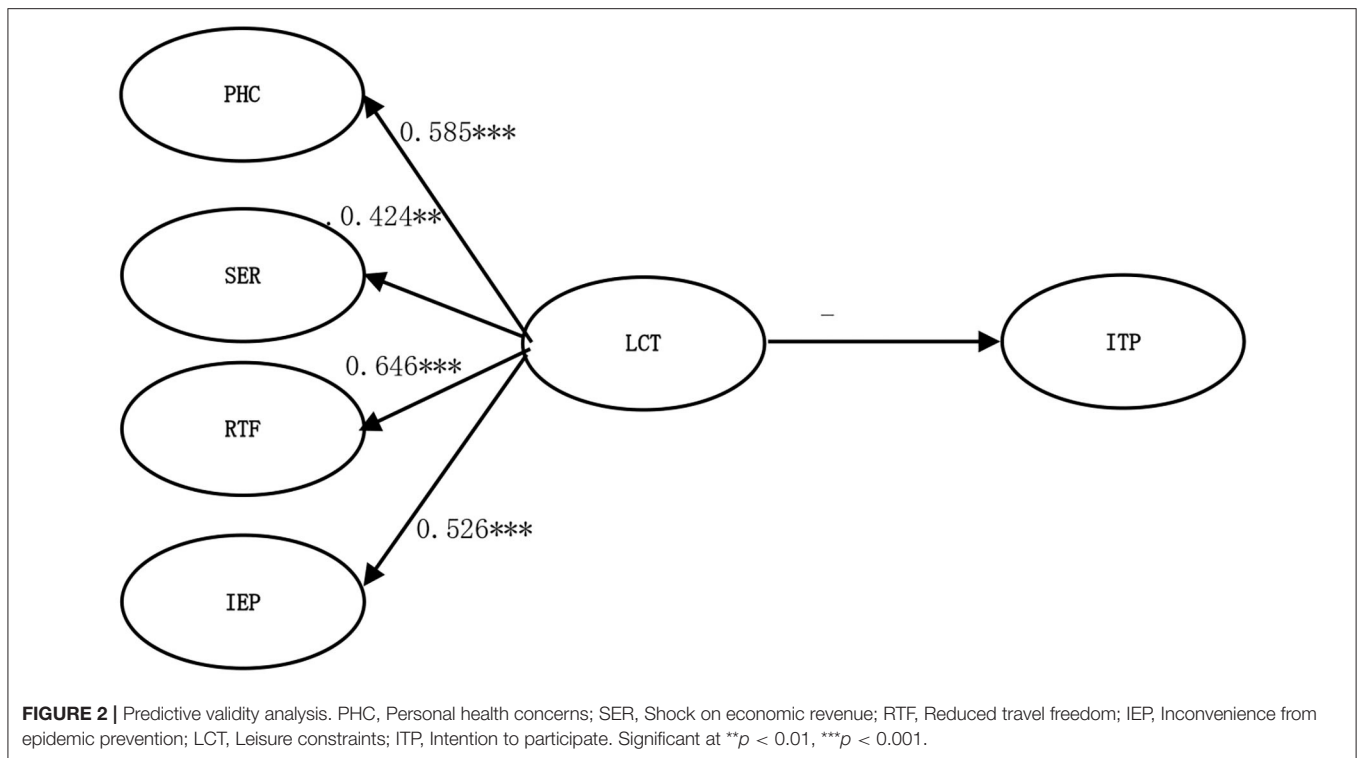 PHC
0.585***
.0.424**
SER
–
LCT
ITP
0.646***
RTF
0.526***
IEP
FIGURE 2 | Predictive validity analysis. PHC, Personal health concerns; SER, Shock on economic revenue; RTF, Reduced travel freedom; IEP, Inconvenience from
epidemic prevention; LCT, Leisure constraints; ITP, Intention to participate. Significant at **p < 0.01, ***p < 0.001.